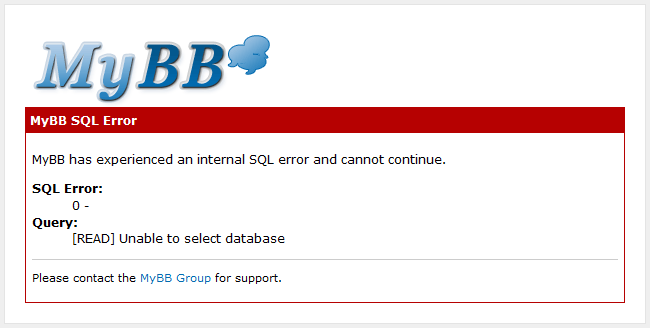 MyBB
MyBB SQL Error
MyBB has experienced an internal SQL error and cannot continue.
SQL Error:
0 -
Query:
[READ] Unable to select database
Please contact the MyBB Group for support.